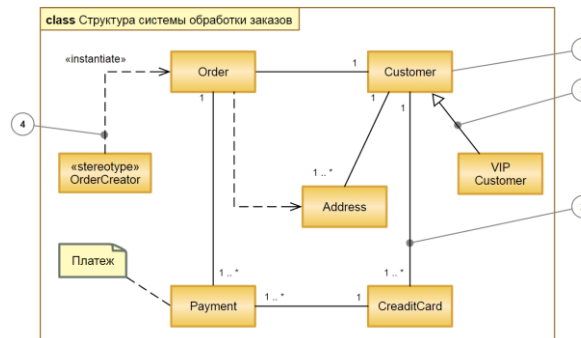 class Структура системы обработки заказов
«instantiate»
Order
1
Customer
1
1
1
4
«stereotype»
OrderCreator
VIP
Customer
1 .. *
Address
Платеж
1 .. *
1 .. *
Payment
1 .. *
1
CreaditCard